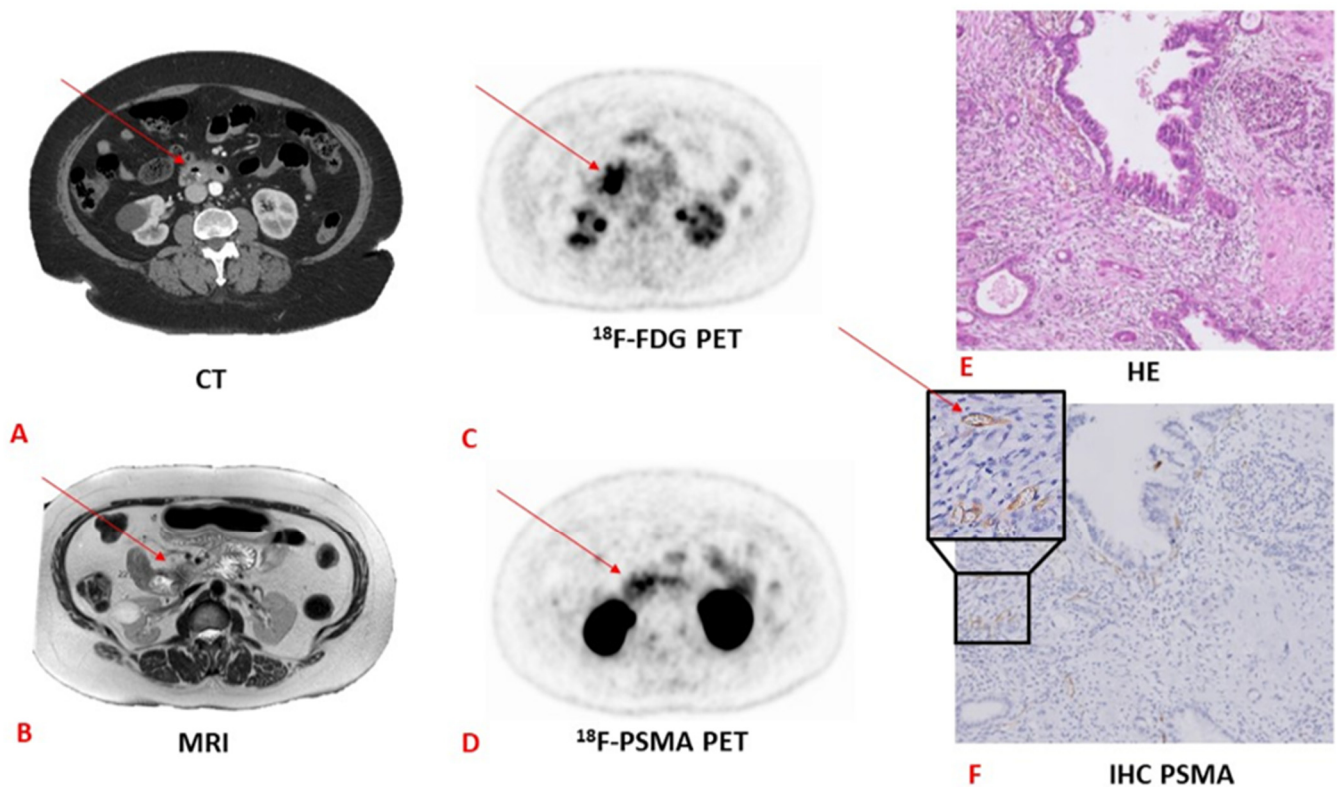 ¹⁸F-FDG PET
E
HE
CT
A
C
MRI
B
D
¹⁸F-PSMA PET
F
IHC PSMA